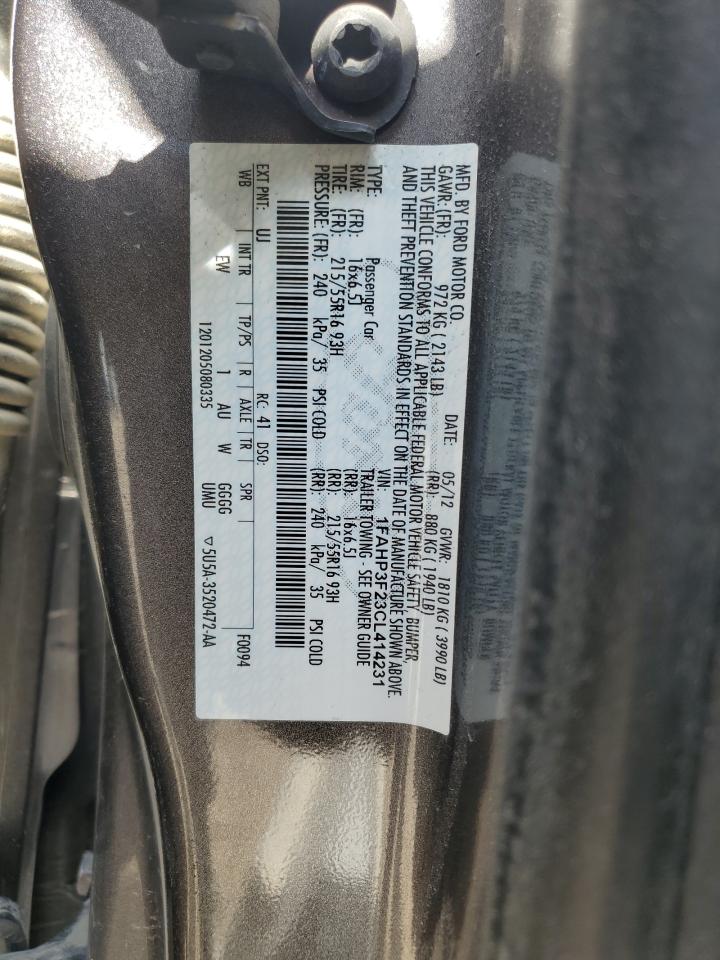 MFD. BY FORD MOTOR CO.
DATE: 05/12 GVWR: 1810 KG ( 3990 LB)
GAWR: (FR): 972 KG ( 2143 LB) (RR): 880 KG ( 1940 LB)
THIS VEHICLE CONFORMS TO ALL APPLICABLE FEDERAL MOTOR VEHICLE SAFETY BUMPER
AND THEFT PREVENTION STANDARDS IN EFFECT ON THE DATE OF MANUFACTURE SHOWN ABOVE.
VIN: 1FAHP3F23CL414231
TYPE: Passenger Car TRAILER TOWING - SEE OWNER GUIDE
RIM: (FR): 16x6.5J (RR): 16x6.5J
TIRE: (FR): 215/55R16 93H (RR): 215/55R16 93H
PRESSURE: (FR): 240 kPa/ 35 PSI COLD (RR): 240 kPa/ 35 PSI COLD
EXT PNT: UJ RC: 41 DSO: F0094
WB INT TR TP/PS R AXLE TR SPR
EW 1 AU W GGGG UMU
1201205080335 ▽5U5A-3520472-AA